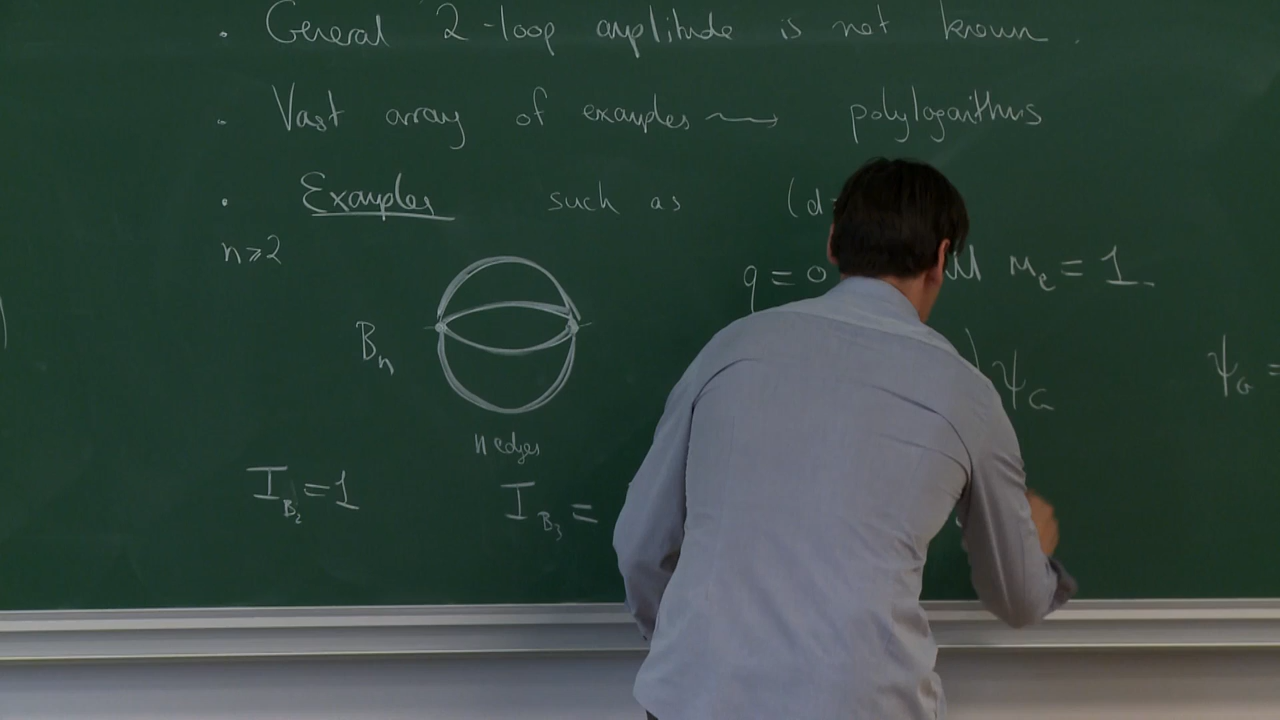 . General 2-loop amplitude is not known.
. Vast array of examples ⇝ polylogarithms
. Examples such as (d
n ≥ 2
q = 0 M_e = 1
B_n
ψ_G ψ_G =
n edges
I_{B_2} = 1 I_{B_3} =